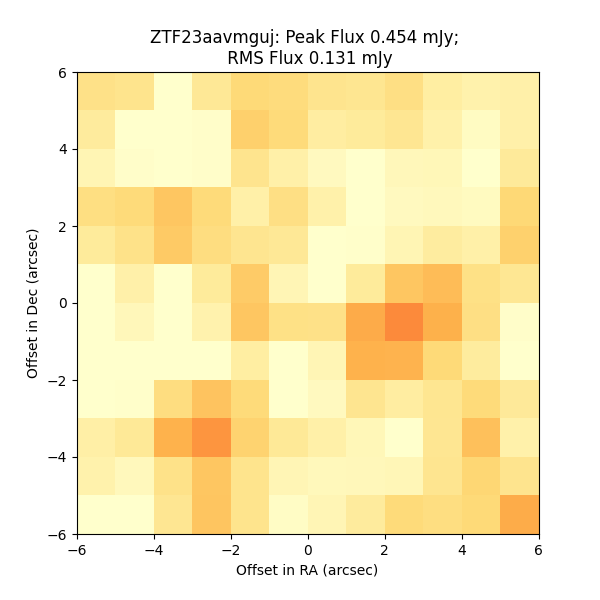 ZTF23aavmguj: Peak Flux 0.454 mJy;
RMS Flux 0.131 mJy
6
4
2
0
−2
−4
−6
Offset in Dec (arcsec)
−6 −4 −2 0 2 4 6
Offset in RA (arcsec)